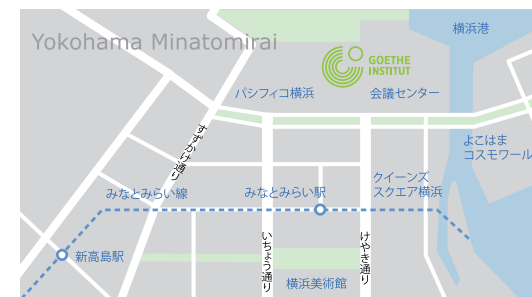 Yokohama Minatomirai
横浜港
GOETHE
INSTITUT
パシフィコ横浜
会議センター
すずかけ通り
よこはま
コスモワール
みなとみらい線
みなとみらい駅
クイーンズ
スクエア横浜
新高島駅
いちょう通り
けやき通り
横浜美術館